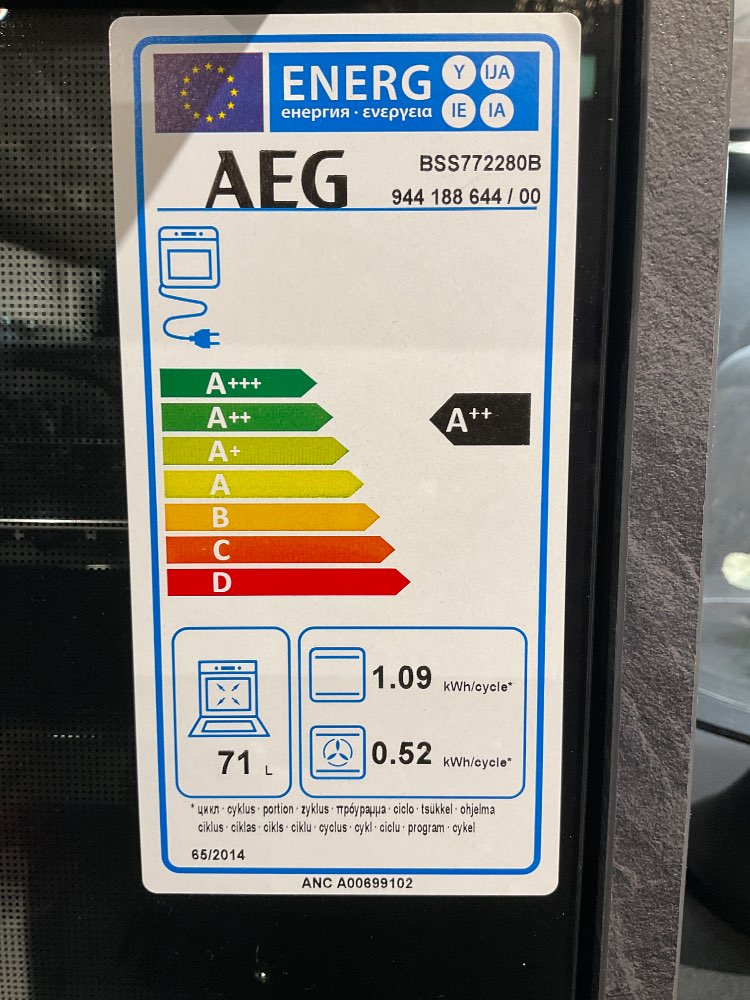 ENERG Y IJA
енергия · ενεργεια IE IA
AEG BSS772280B
944 188 644 / 00
A+++
A++ A++
A+
A
B
C
D
1.09 kWh/cycle*
0.52 kWh/cycle*
71 L
* цикл · cyklus · portion · zyklus · πρόγραμμα · ciclo · tsükkel · ohjelma
ciklus · ciklas · cikls · ciklu · cyclus · cykl · ciclu · program · cykel
65/2014
ANC A00699102